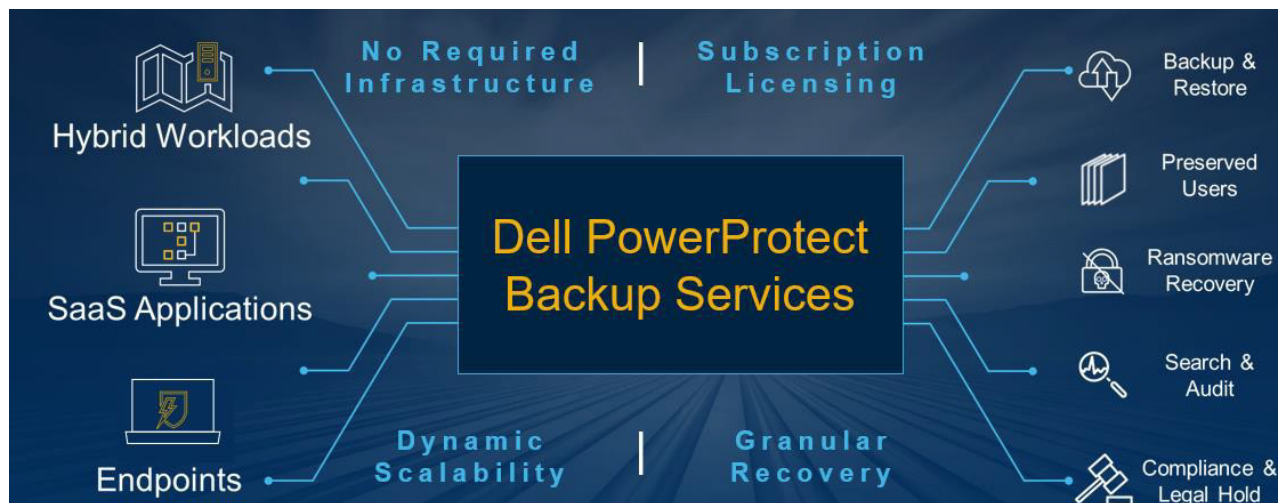 No Required
Infrastructure
Subscription
Licensing
Hybrid Workloads
SaaS Applications
Endpoints
Dell PowerProtect
Backup Services
Backup &
Restore
Preserved
Users
Ransomware
Recovery
Search &
Audit
Compliance &
Legal Hold
Dynamic
Scalability
Granular
Recovery